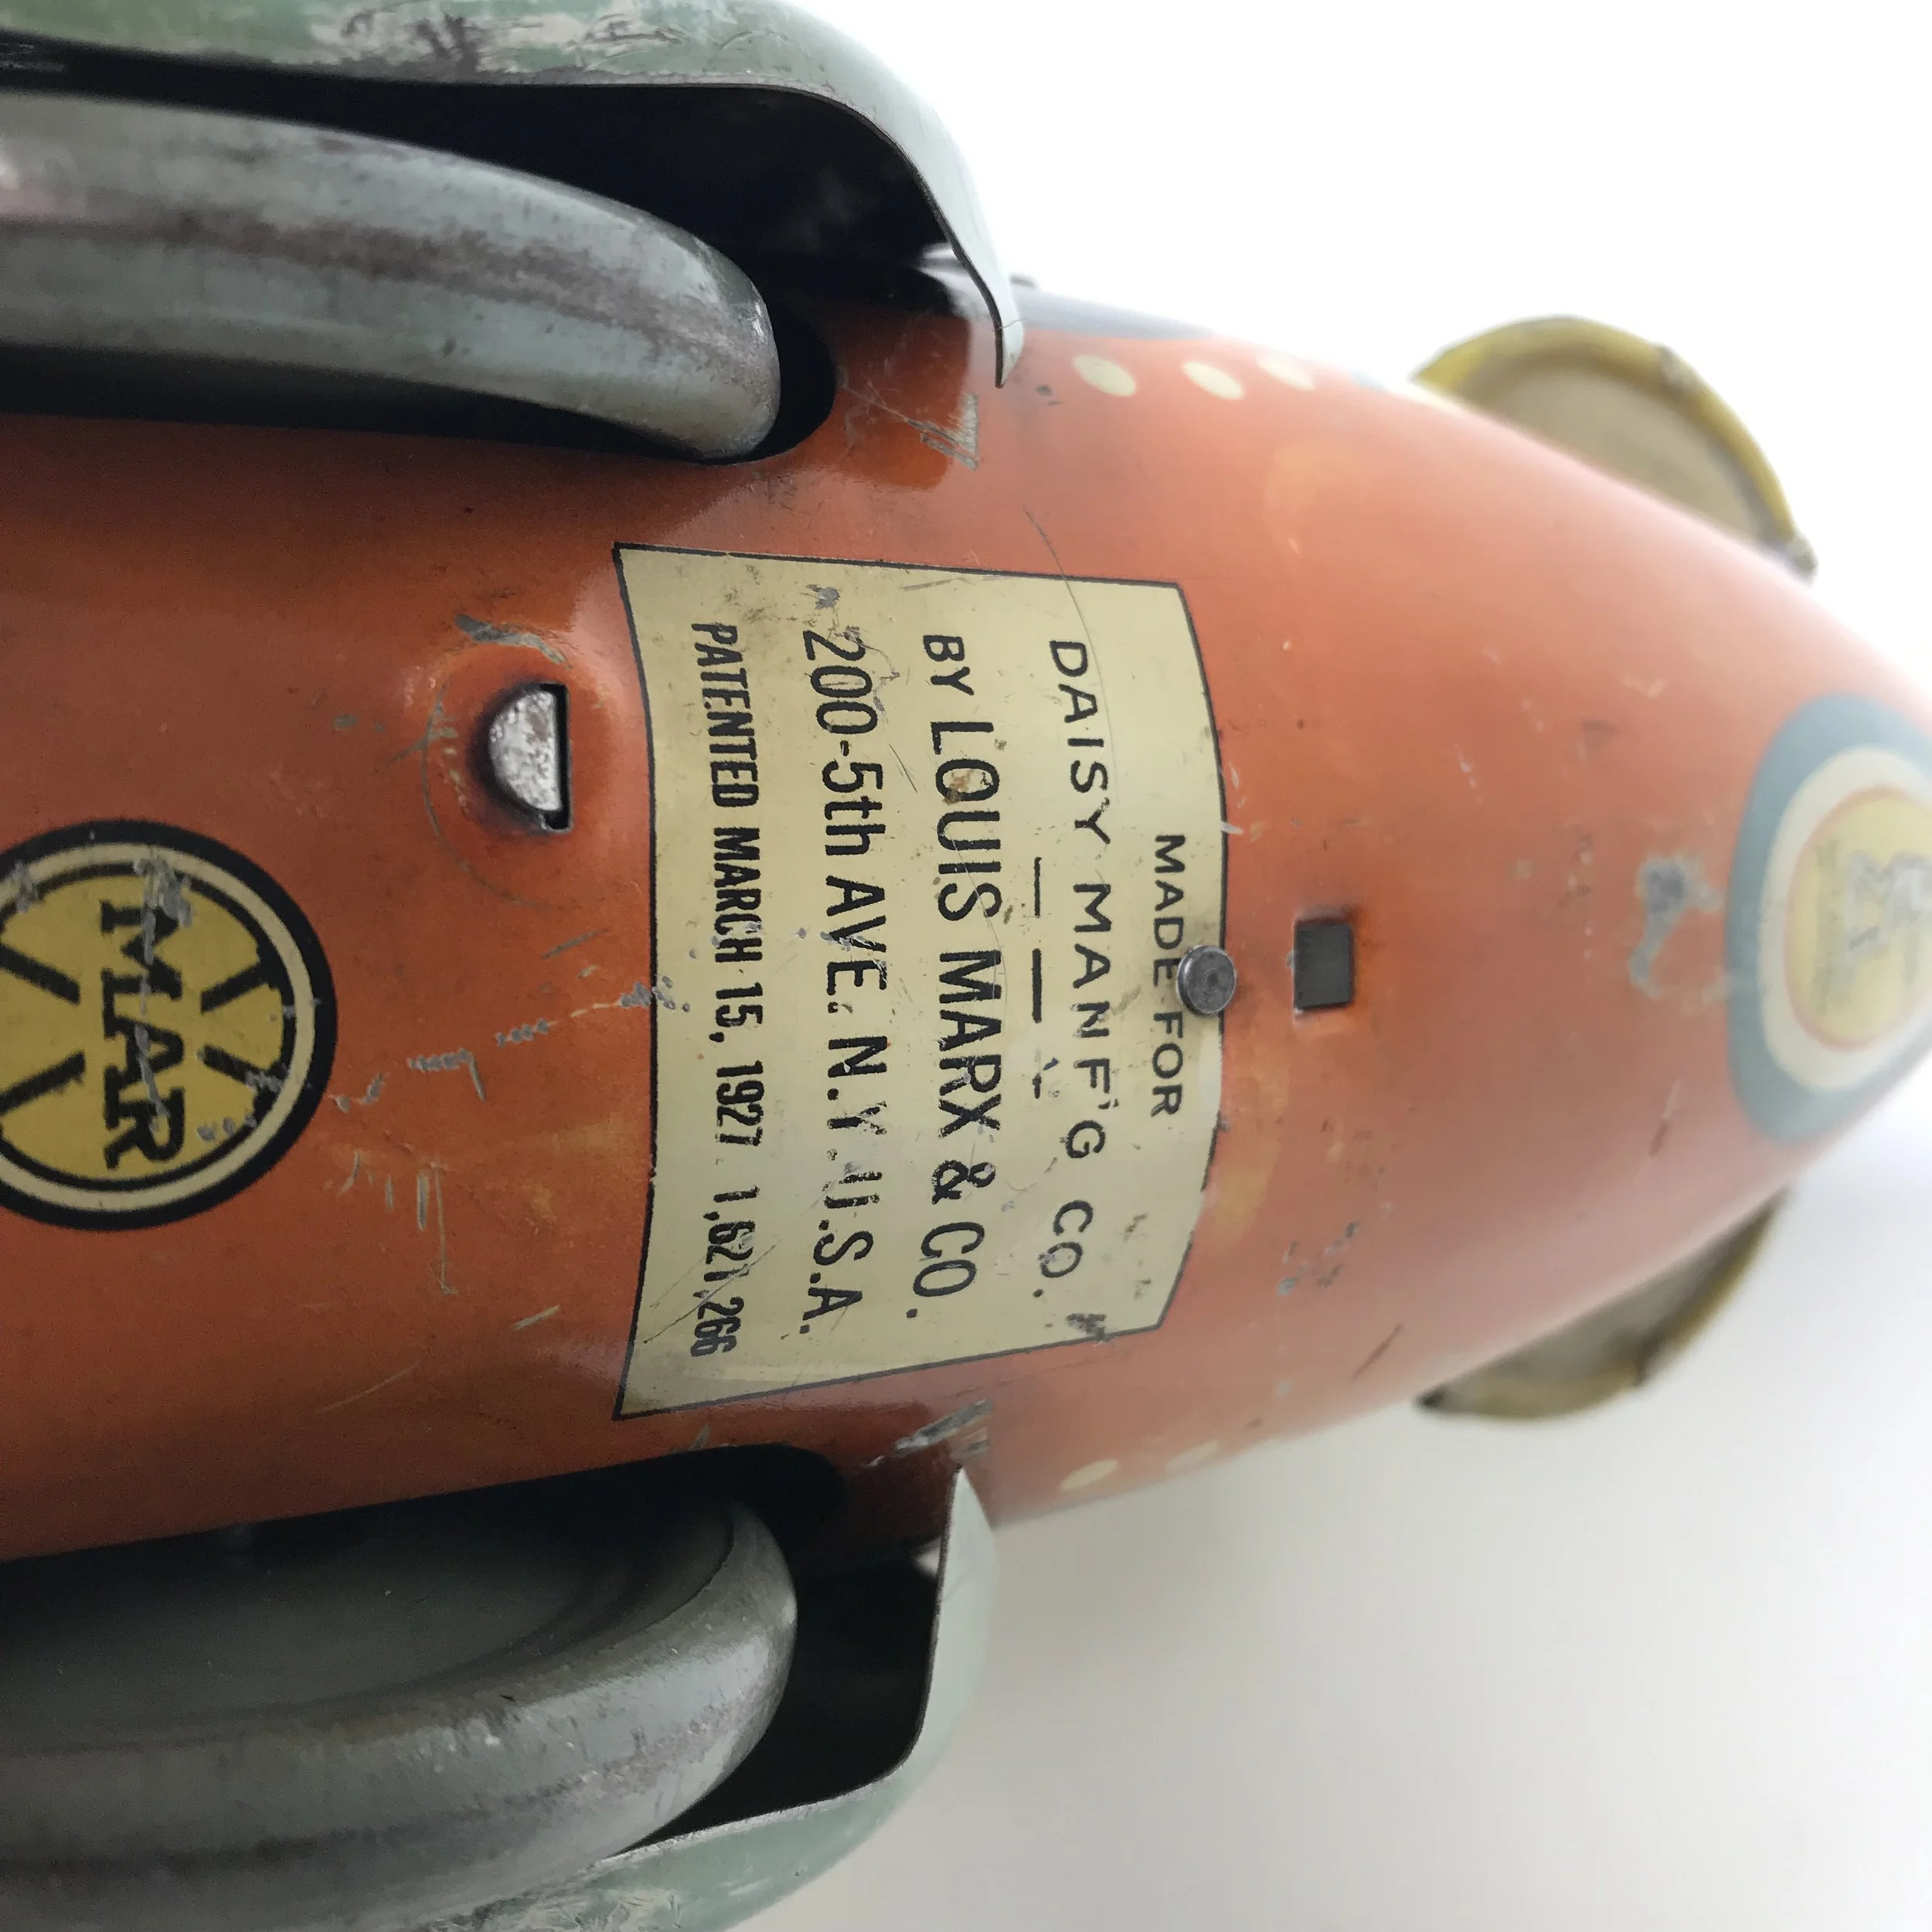 MADE FOR
DAISY MANF'G CO.
BY LOUIS MARX & CO.
200-5th AVE. N.Y. U.S.A.
PATENTED MARCH 15, 1927 1,621,266
MAR